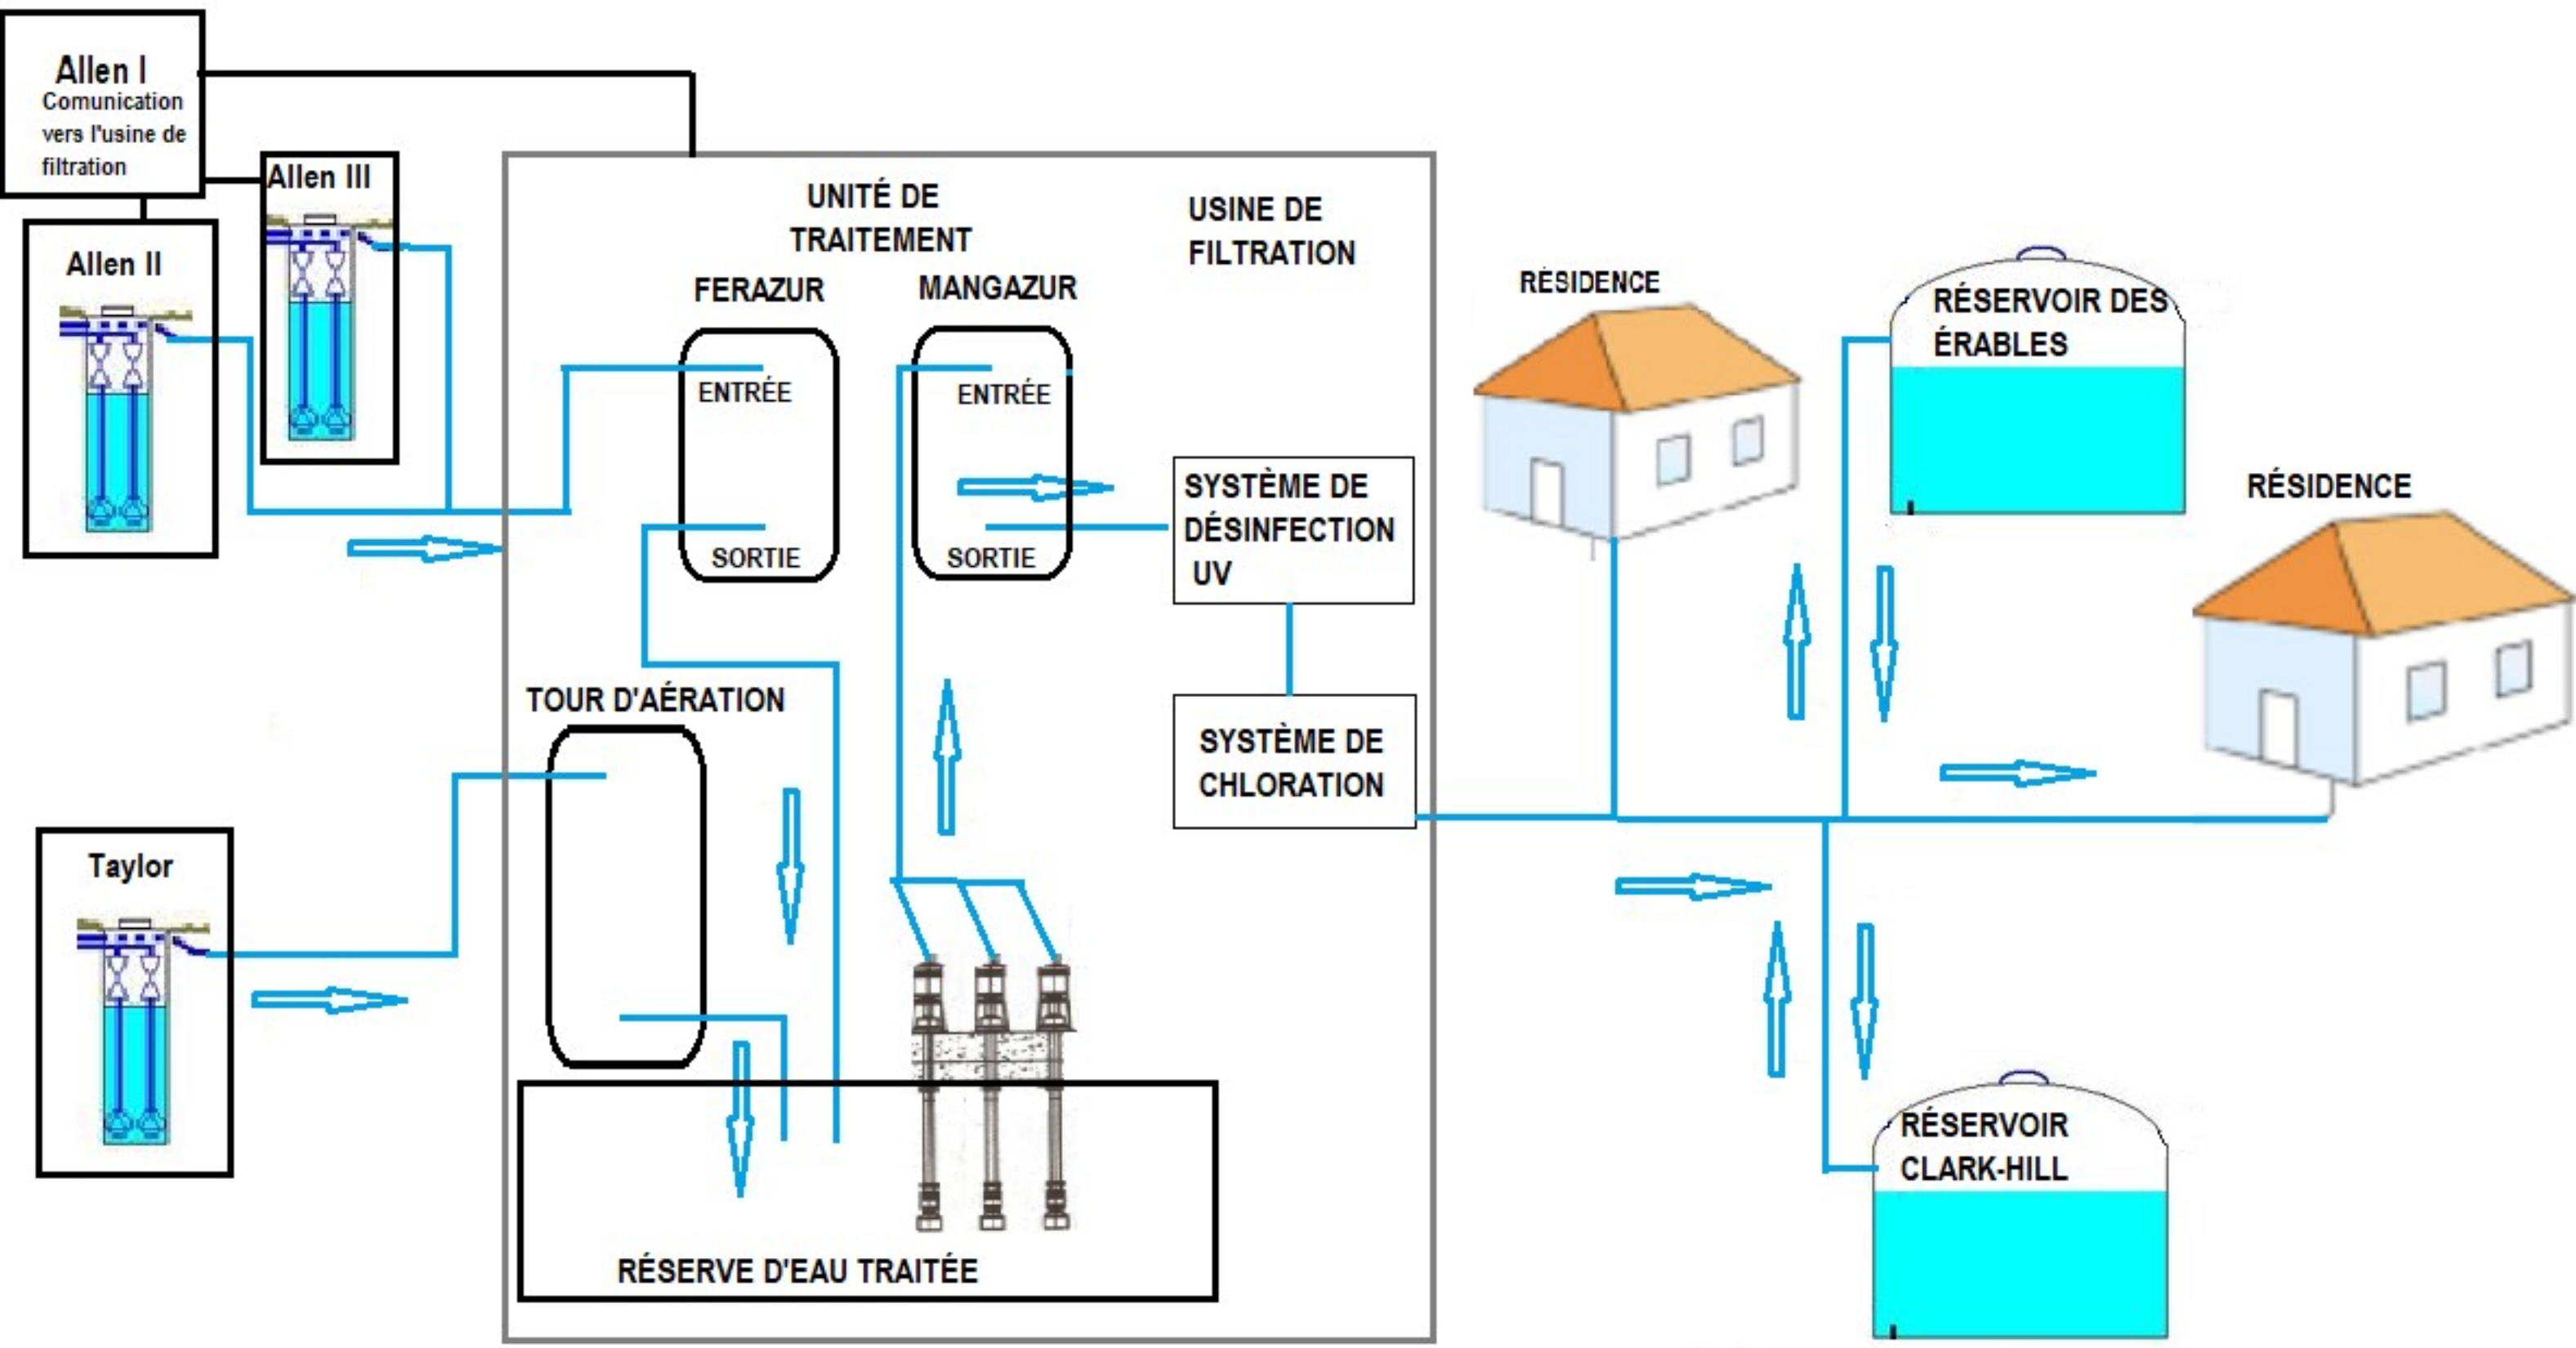 Allen I
Comunication
vers l'usine de
filtration
Allen III
Allen II
UNITÉ DE
TRAITEMENT
USINE DE
FILTRATION
FERAZUR
MANGAZUR
ENTRÉE
ENTRÉE
SORTIE
SORTIE
SYSTÈME DE
DÉSINFECTION
UV
TOUR D'AÉRATION
SYSTÈME DE
CHLORATION
Taylor
RÉSERVE D'EAU TRAITÉE
RÉSIDENCE
RÉSERVOIR DES
ÉRABLES
RÉSIDENCE
RÉSERVOIR
CLARK-HILL